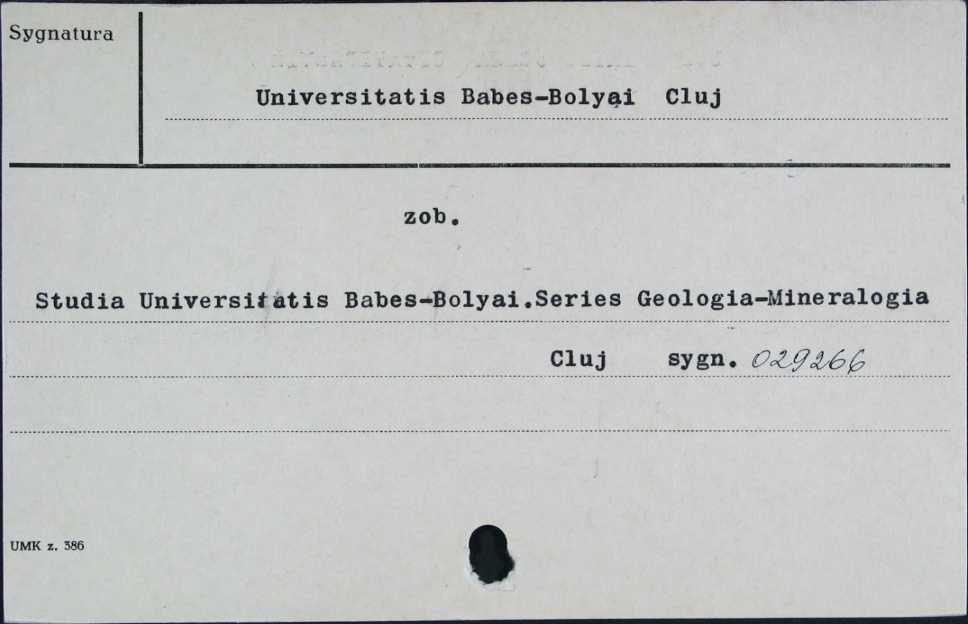 Sygnatura
Universitatis Babes-Bolyai Cluj
zob.
Studia Universitatis Babes-Bolyai.Series Geologia-Mineralogia
Cluj sygn. 029266
UMK z. 386